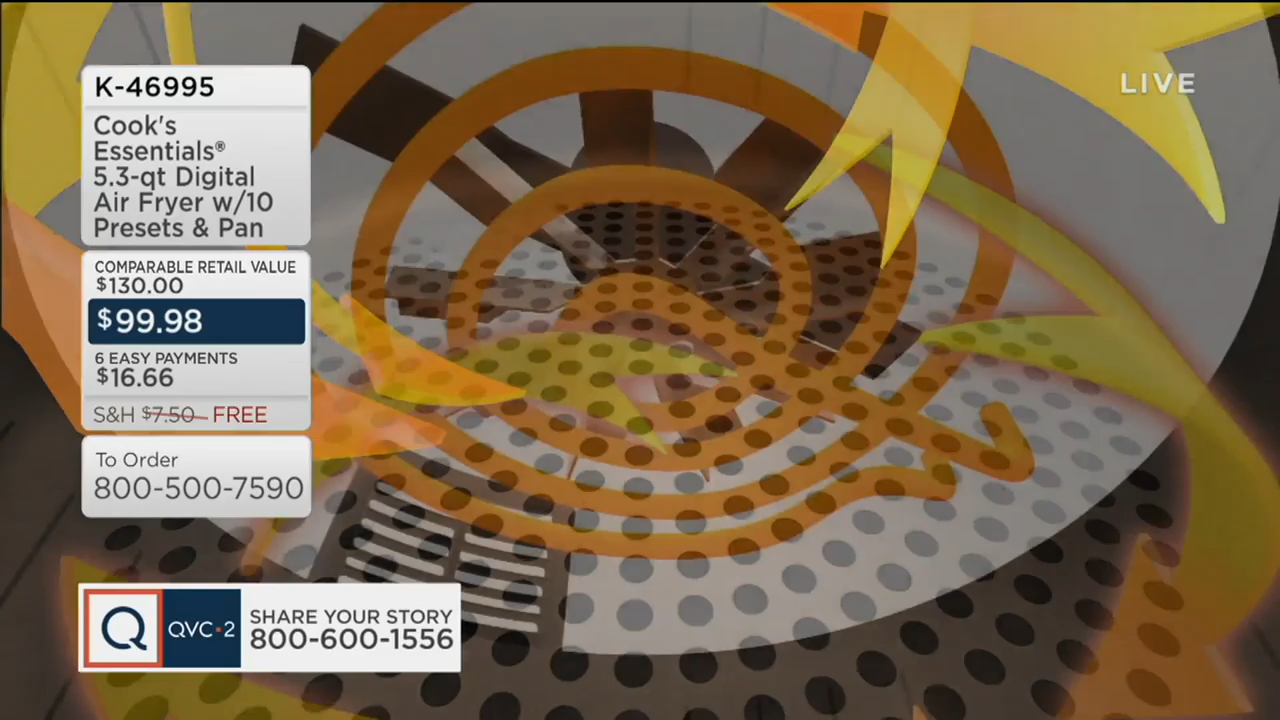 K-46995
Cook's
Essentials®
5.3-qt Digital
Air Fryer w/10
Presets & Pan
COMPARABLE RETAIL VALUE
$130.00
$99.98
6 EASY PAYMENTS
$16.66
S&H $7.50 FREE
To Order
800-500-7590
Q QVC•2
SHARE YOUR STORY
800-600-1556
LIVE